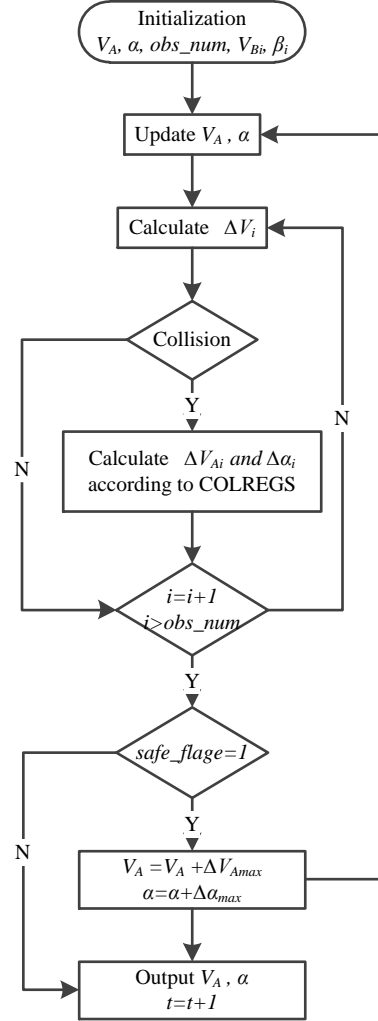 Initialization
V_A, α, obs_num, V_Bi, β_i
Update V_A , α
Calculate ΔV_i
Collision
Y
N
N
Calculate ΔV_Ai and Δα_i
according to COLREGS
i=i+1
i>obs_num
Y
safe_flage=1
Y
N
V_A =V_A +ΔV_Amax
α=α+Δα_max
Output V_A , α
t=t+1